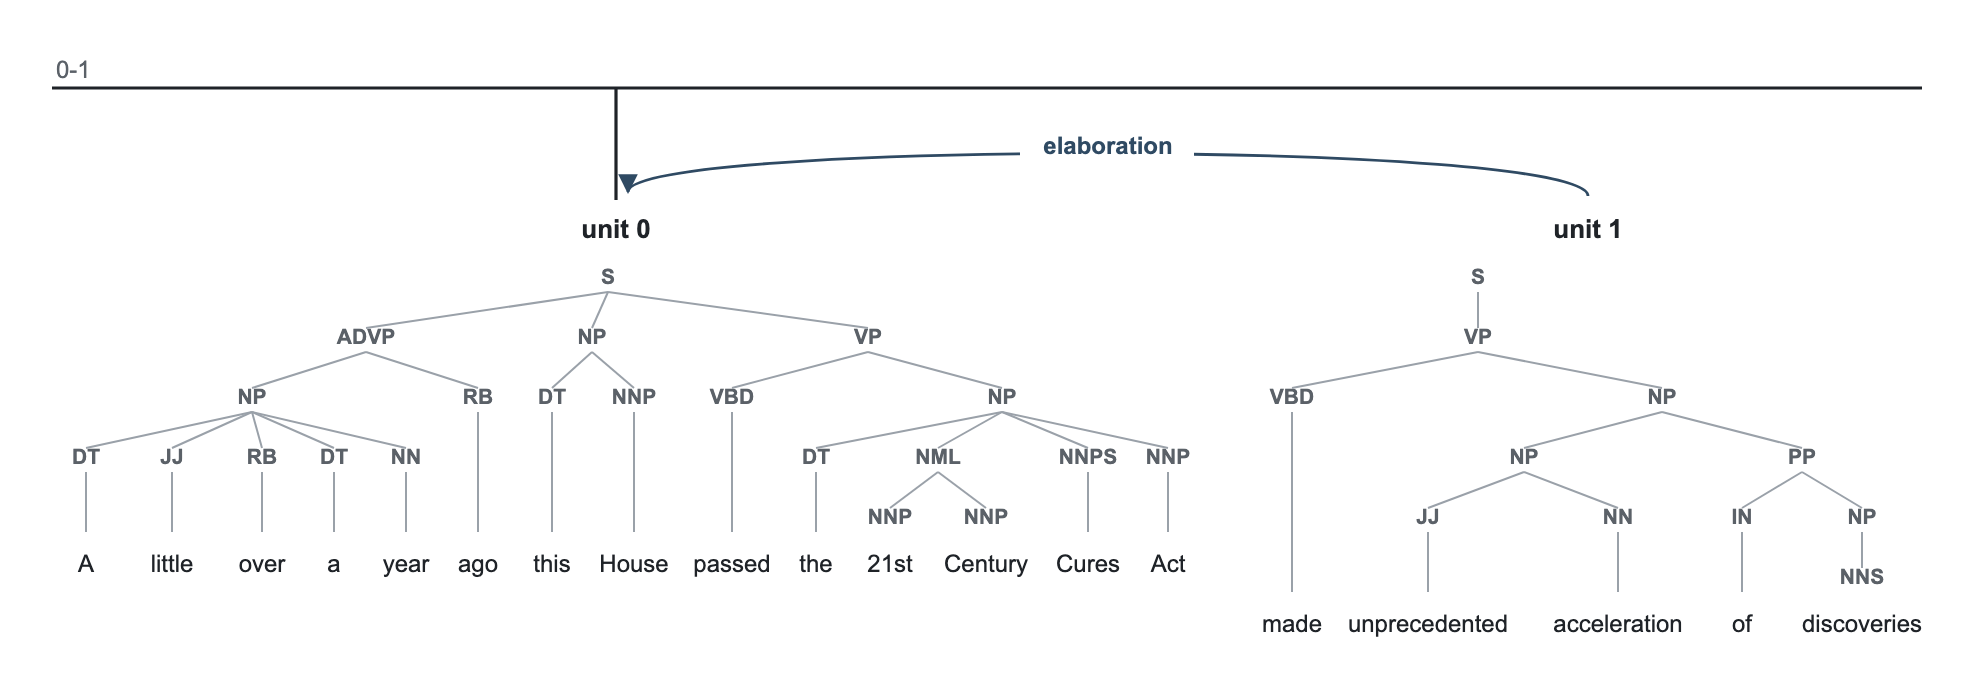 0-1
elaboration
unit 0 unit 1
S S
ADVP NP VP VP
NP RB DT NNP VBD NP VBD NP
DT JJ RB DT NN DT NML NNPS NNP NP PP
NNP NNP JJ NN IN NP
A little over a year ago this House passed the 21st Century Cures Act
NNS
made unprecedented acceleration of discoveries